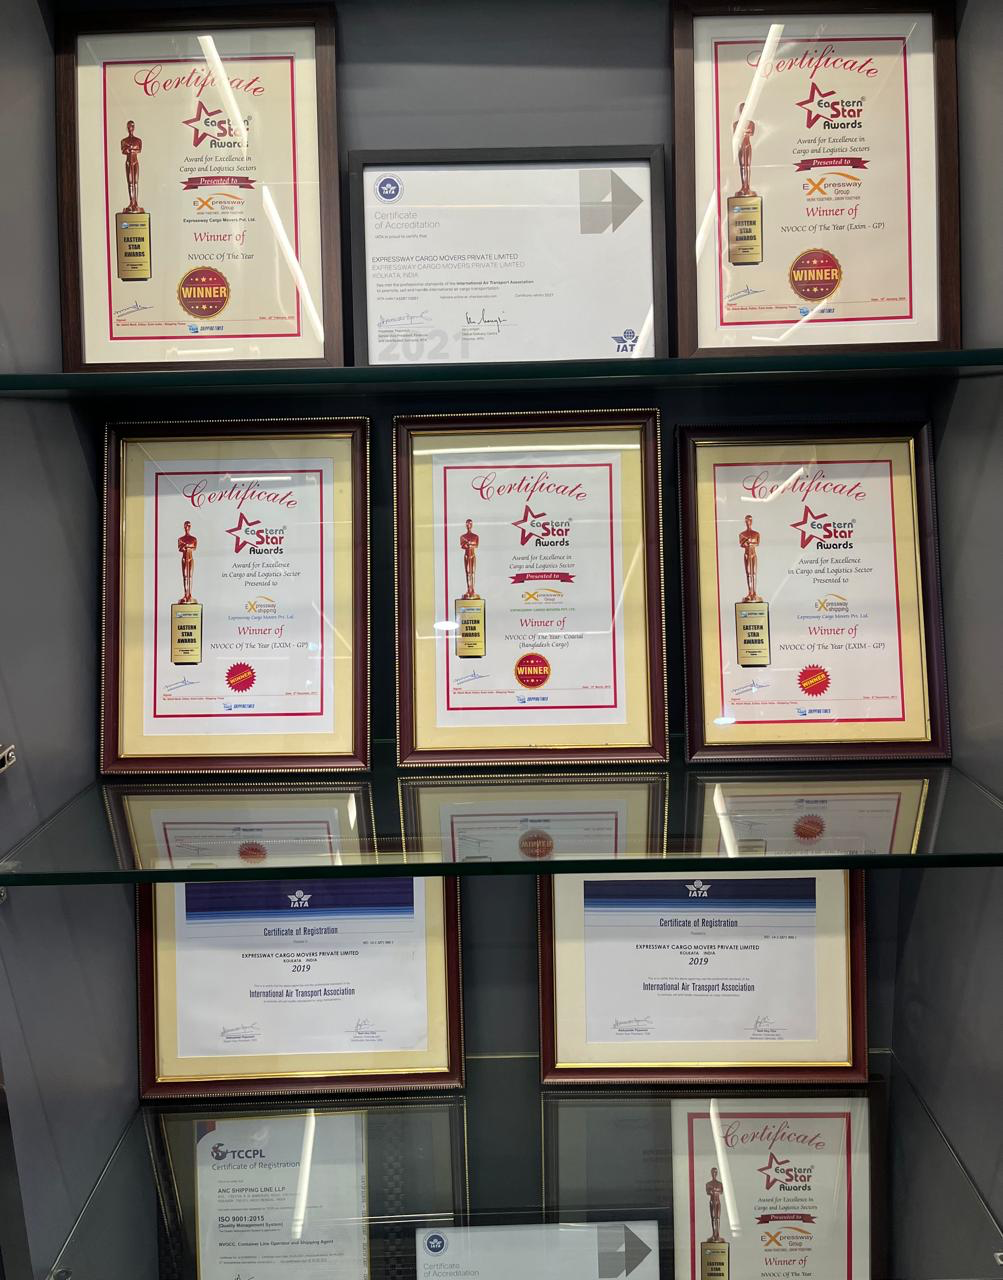 Certificate
Eastern
Star
Awards
Award for Excellence in
Cargo and Logistics Sectors
Presented to
EXpressway
Group
Expressway Cargo Movers Pvt. Ltd.
Winner of
NVOCC Of The Year
EASTERN
STAR
AWARDS
WINNER
SHIPPING TIMES
IATA
Certificate
of Accreditation
IATA is proud to certify that
EXPRESSWAY CARGO MOVERS PRIVATE LIMITED
EXPRESSWAY CARGO MOVERS PRIVATE LIMITED
KOLKATA, INDIA
has met the professional standards of the International Air Transport Association
to promote, sell and handle international air cargo transportation.
2021
IATA
Certificate
Eastern
Star
Awards
Award for Excellence in
Cargo and Logistics Sectors
Presented to
EXpressway
Group
Winner of
NVOCC Of The Year (Exim - GP)
EASTERN
STAR
AWARDS
WINNER
SHIPPING TIMES
Certificate
Eastern
Star
Awards
Award for Excellence
in Cargo and Logistics Sector
Presented to
EXpressway
shipping
Expressway Cargo Movers Pvt. Ltd.
Winner of
NVOCC Of The Year (EXIM - GP)
EASTERN
STAR
AWARDS
WINNER
SHIPPING TIMES
Certificate
Eastern
Star
Awards
Award for Excellence in
Cargo and Logistics Sector
Presented to
EXpressway
Group
EXPRESSWAY CARGO MOVERS PVT. LTD.
Winner of
NVOCC Of The Year- Coastal
(Bangladesh Cargo)
EASTERN
STAR
AWARDS
WINNER
SHIPPING TIMES
Certificate
Eastern
Star
Awards
Award for Excellence
in Cargo and Logistics Sector
Presented to
EXpressway
shipping
Expressway Cargo Movers Pvt. Ltd.
Winner of
NVOCC Of The Year (EXIM - GP)
EASTERN
STAR
AWARDS
WINNER
SHIPPING TIMES
IATA
Certificate of Registration
EXPRESSWAY CARGO MOVERS PRIVATE LIMITED
KOLKATA INDIA
2019
International Air Transport Association
IATA
Certificate of Registration
EXPRESSWAY CARGO MOVERS PRIVATE LIMITED
KOLKATA INDIA
2019
International Air Transport Association
TCCPL
Certificate of Registration
ANC SHIPPING LINE LLP
ISO 9001:2015
(Quality Management System)
NVOCC, Container Line Operator and Shipping Agent
IATA
Certificate
of Accreditation
Certificate
Eastern
Star
Awards
Award for Excellence in
Cargo and Logistics Sectors
Presented to
EXpressway
Group
Winner of
NVOCC Of The Year
EASTERN
STAR
AWARDS